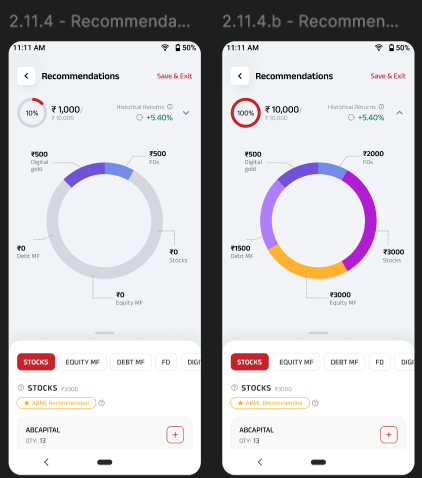 2.11.4 - Recommenda...
11:11 AM
50%
Recommendations
Save & Exit
10%
₹ 1,000/
₹ 10,000
Historical Returns
+5.40%
₹500
Digital
gold
₹500
FDs
₹0
Debt MF
₹0
Stocks
₹0
Equity MF
STOCKS
EQUITY MF
DEBT MF
FD
DIGI
STOCKS ₹3000
ABML Recommended
ABCAPITAL
QTY: 13
+
2.11.4.b - Recommen...
11:11 AM
50%
Recommendations
Save & Exit
100%
₹ 10,000/
₹ 10,000
Historical Returns
+5.40%
₹500
Digital
gold
₹2000
FDs
₹1500
Debt MF
₹3000
Stocks
₹3000
Equity MF
STOCKS
EQUITY MF
DEBT MF
FD
DIGI
STOCKS ₹3000
ABML Recommended
ABCAPITAL
QTY: 13
+